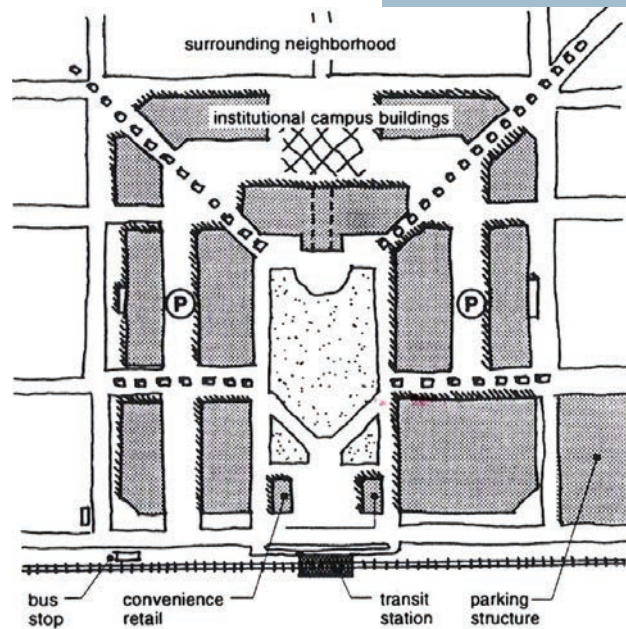 surrounding neighborhood
institutional campus buildings
P
P
bus
stop
convenience
retail
transit
station
parking
structure